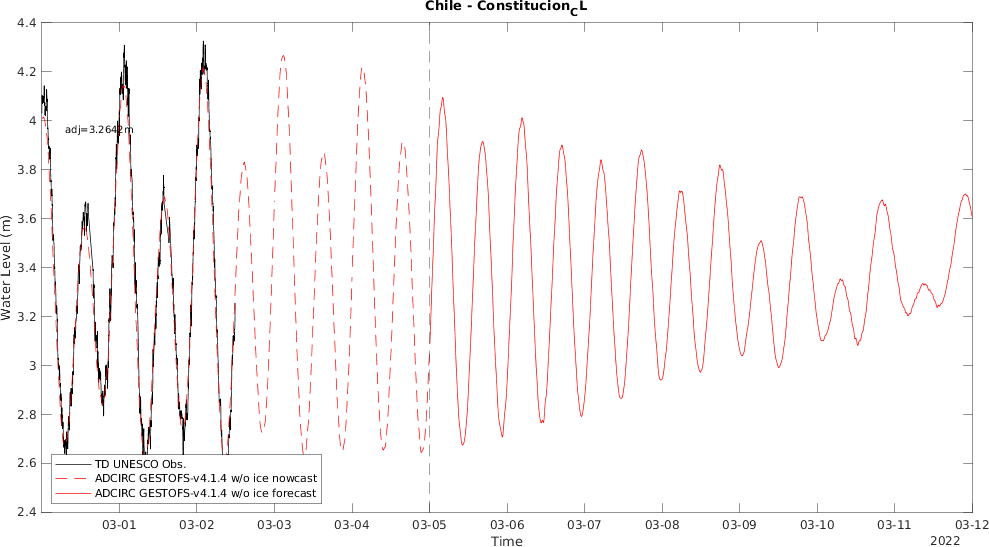 Chile - Constitucion_CL
4.4
4.2
4
3.8
3.6
3.4
3.2
3
2.8
2.6
2.4
Water Level (m)
adj=3.2642m
TD UNESCO Obs.
ADCIRC GESTOFS-v4.1.4 w/o ice nowcast
ADCIRC GESTOFS-v4.1.4 w/o ice forecast
03-01 03-02 03-03 03-04 03-05 03-06 03-07 03-08 03-09 03-10 03-11 03-12
Time
2022